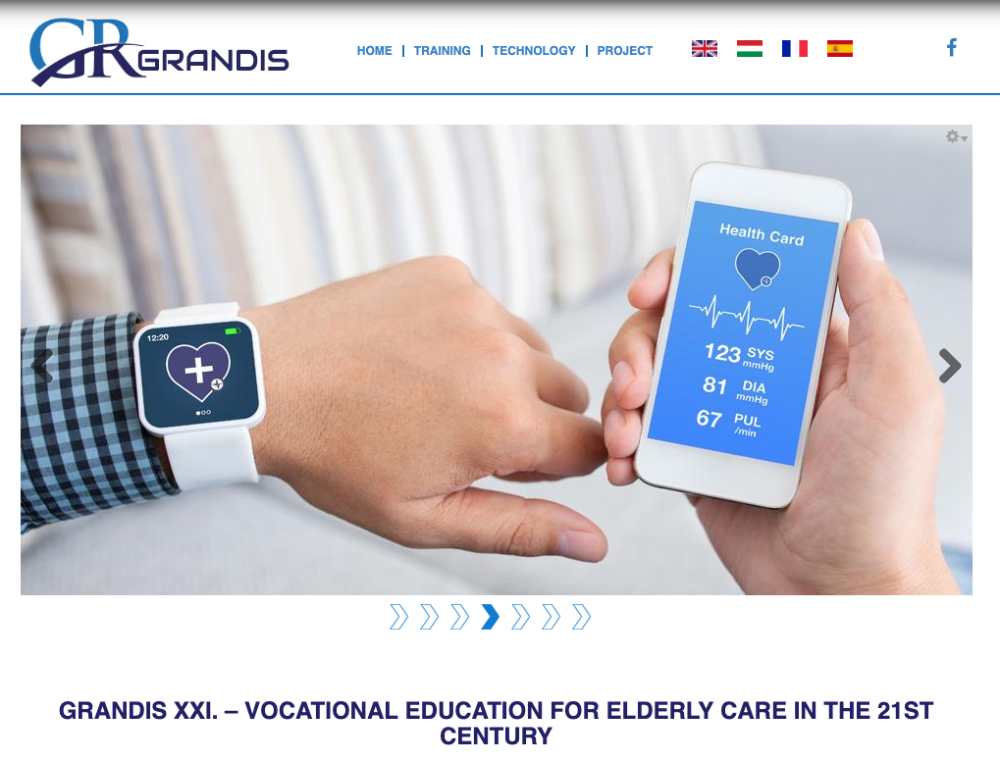 GR GRANDIS
HOME | TRAINING | TECHNOLOGY | PROJECT
12:20
Health Card
123 SYS mmHg
81 DIA mmHg
67 PUL /min
GRANDIS XXI. – VOCATIONAL EDUCATION FOR ELDERLY CARE IN THE 21ST
CENTURY